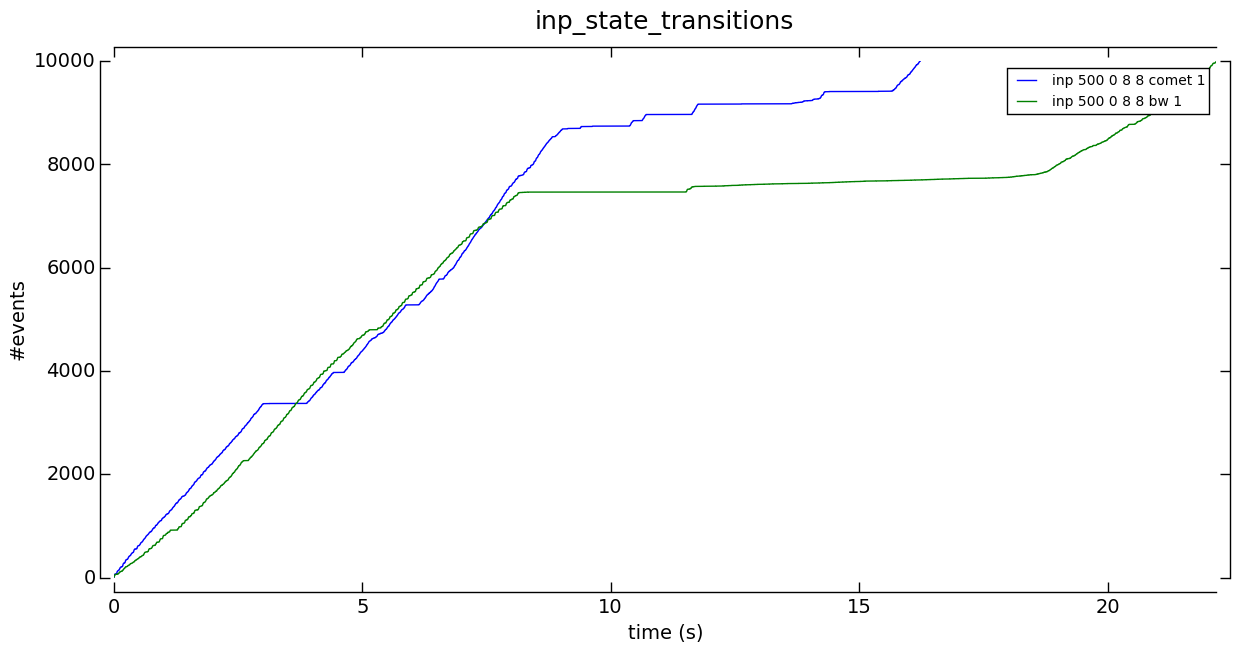 inp_state_transitions
10000
8000
6000
4000
2000
0
#events
inp 500 0 8 8 comet 1
inp 500 0 8 8 bw 1
0 5 10 15 20
time (s)